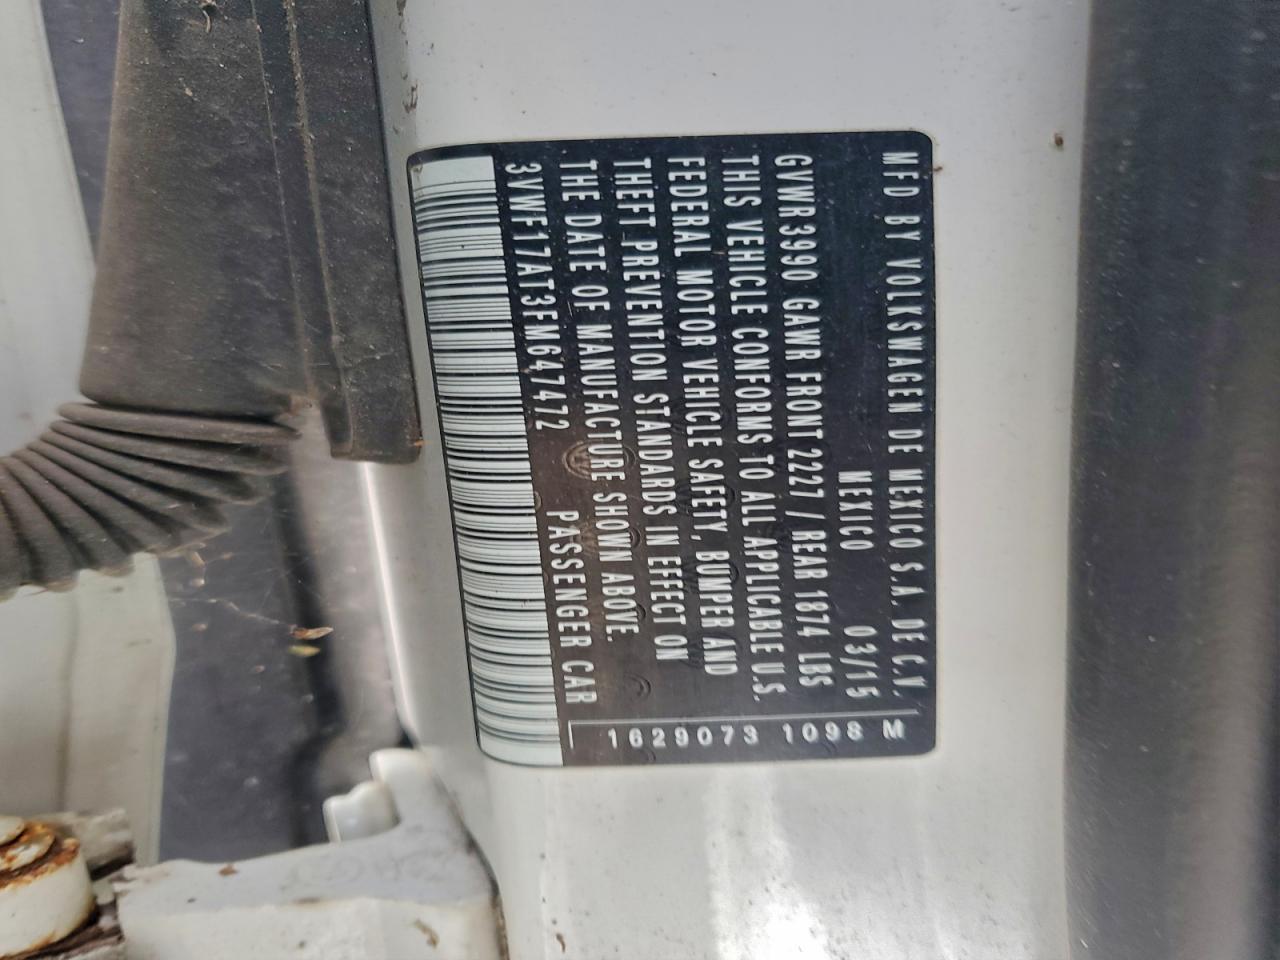 MFD BY VOLKSWAGEN DE MEXICO S.A. DE C.V.
MEXICO 03/15
GVWR 3990 GAWR FRONT 2227 / REAR 1874 LBS
THIS VEHICLE CONFORMS TO ALL APPLICABLE U.S.
FEDERAL MOTOR VEHICLE SAFETY, BUMPER AND
THEFT PREVENTION STANDARDS IN EFFECT ON
THE DATE OF MANUFACTURE SHOWN ABOVE.
3VWF17AT3FM647472 PASSENGER CAR
1629073 1098 M